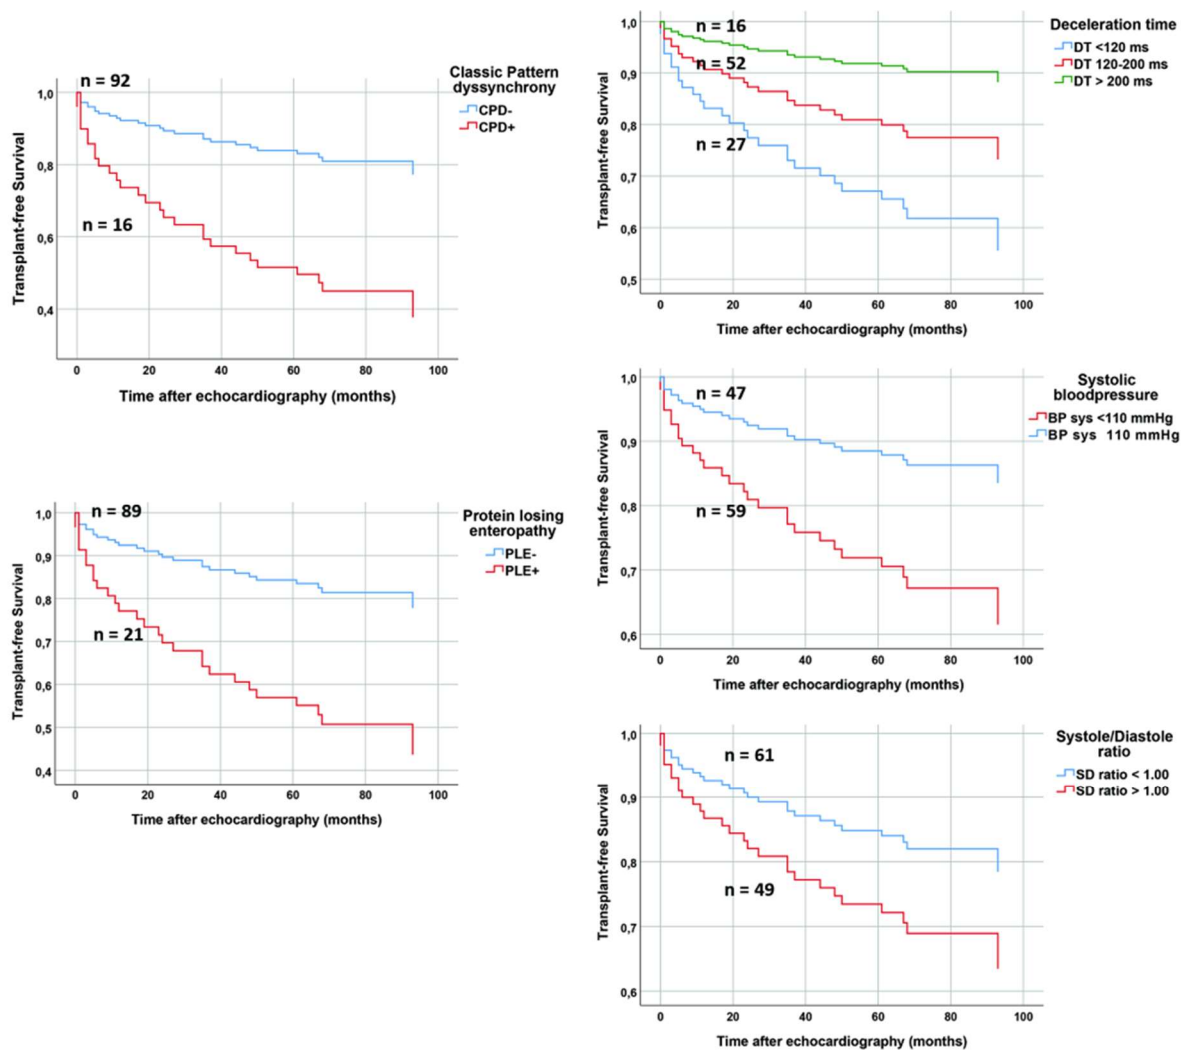 n = 92
Classic Pattern
dyssynchrony
CPD-
CPD+
1,0
0,8
0,6
0,4
n = 16
Transplant-free Survival
0 20 40 60 80 100
Time after echocardiography (months)
n = 89
Protein losing
enteropathy
PLE-
PLE+
1,0
0,9
0,8
0,7
0,6
0,5
0,4
n = 21
Transplant-free Survival
0 20 40 60 80 100
Time after echocardiography (months)
n = 16
Deceleration time
DT <120 ms
DT 120-200 ms
DT > 200 ms
n = 52
n = 27
1,0
0,9
0,8
0,7
0,6
0,5
Transplant-free Survival
0 20 40 60 80 100
Time after echocardiography (months)
n = 47
Systolic
bloodpressure
BP sys <110 mmHg
BP sys 110 mmHg
n = 59
1,0
0,9
0,8
0,7
0,6
Transplant-free Survival
0 20 40 60 80 100
Time after echocardiography (months)
n = 61
Systole/Diastole
ratio
SD ratio < 1.00
SD ratio > 1.00
n = 49
1,0
0,9
0,8
0,7
0,6
Transplant-free Survival
0 20 40 60 80 100
Time after echocardiography (months)